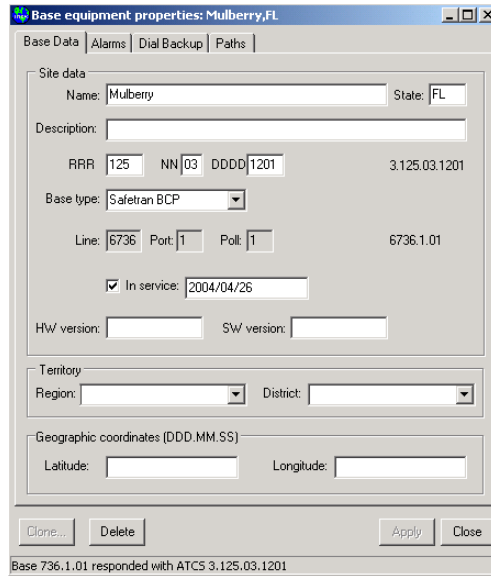 Base equipment properties: Mulberry,FL
Base Data Alarms Dial Backup Paths
Site data
Name: Mulberry State: FL
Description:
RRR 125 NN 03 DDDD 1201 3.125.03.1201
Base type: Safetran BCP
Line: 6736 Port: 1 Poll: 1 6736.1.01
In service: 2004/04/26
HW version: SW version:
Territory
Region: District:
Geographic coordinates (DDD.MM.SS)
Latitude: Longitude:
Clone... Delete Apply Close
Base 736.1.01 responded with ATCS 3.125.03.1201